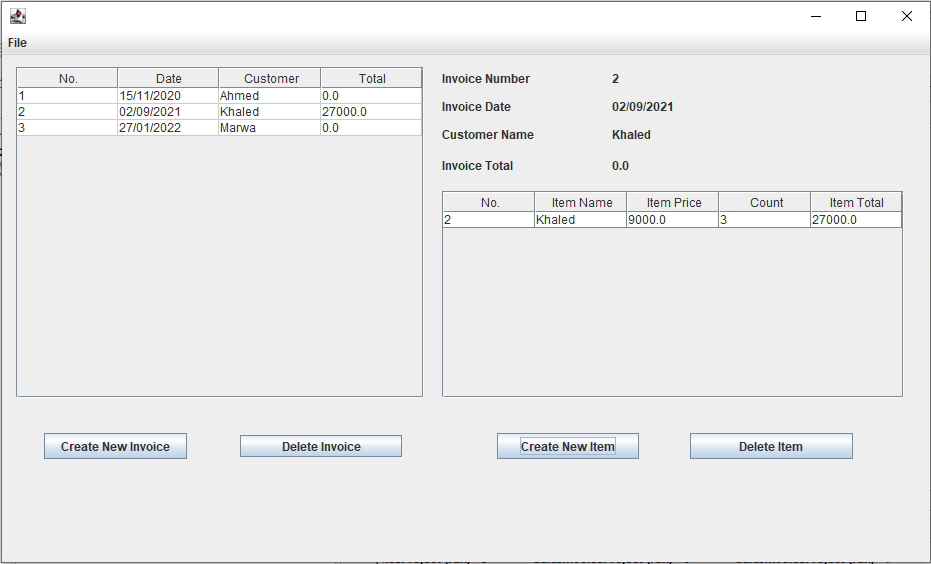 File
No. Date Customer Total
1 15/11/2020 Ahmed 0.0
2 02/09/2021 Khaled 27000.0
3 27/01/2022 Marwa 0.0
Invoice Number 2
Invoice Date 02/09/2021
Customer Name Khaled
Invoice Total 0.0
No. Item Name Item Price Count Item Total
2 Khaled 9000.0 3 27000.0
Create New Invoice Delete Invoice Create New Item Delete Item